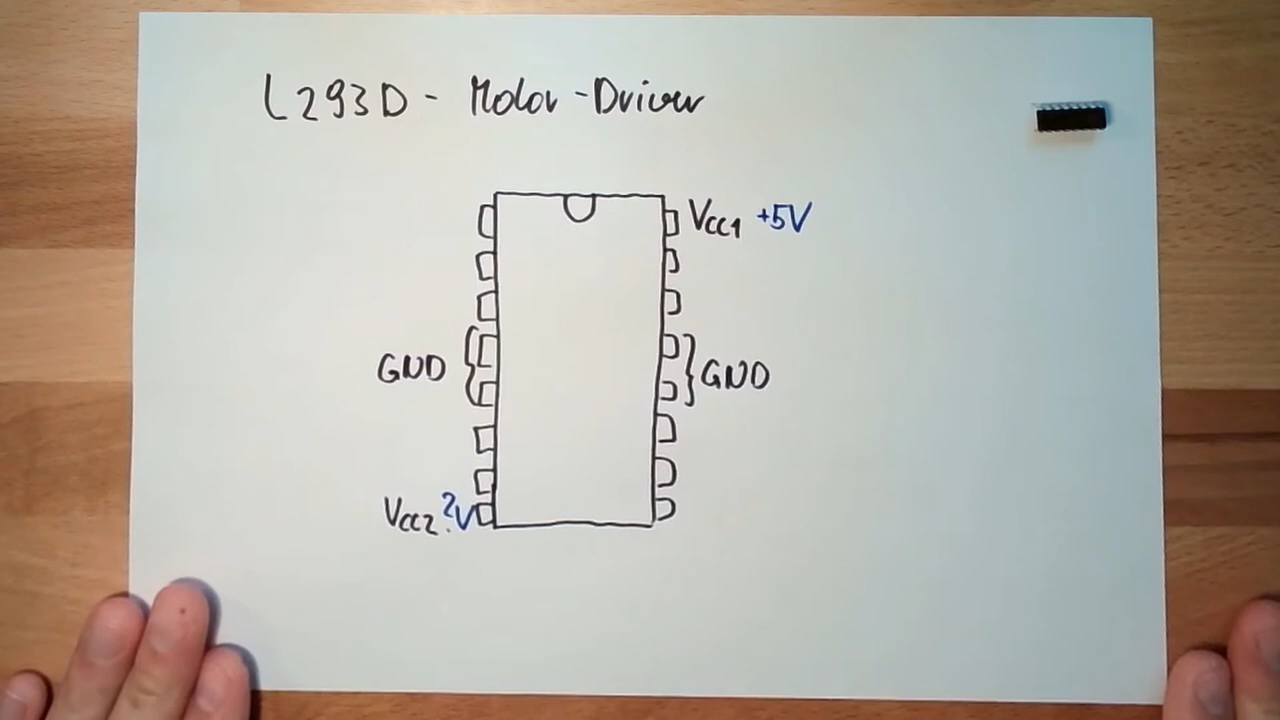 L293D - Motor-Driver
Vcc1 +5V
GND
GND
Vcc2 ?V